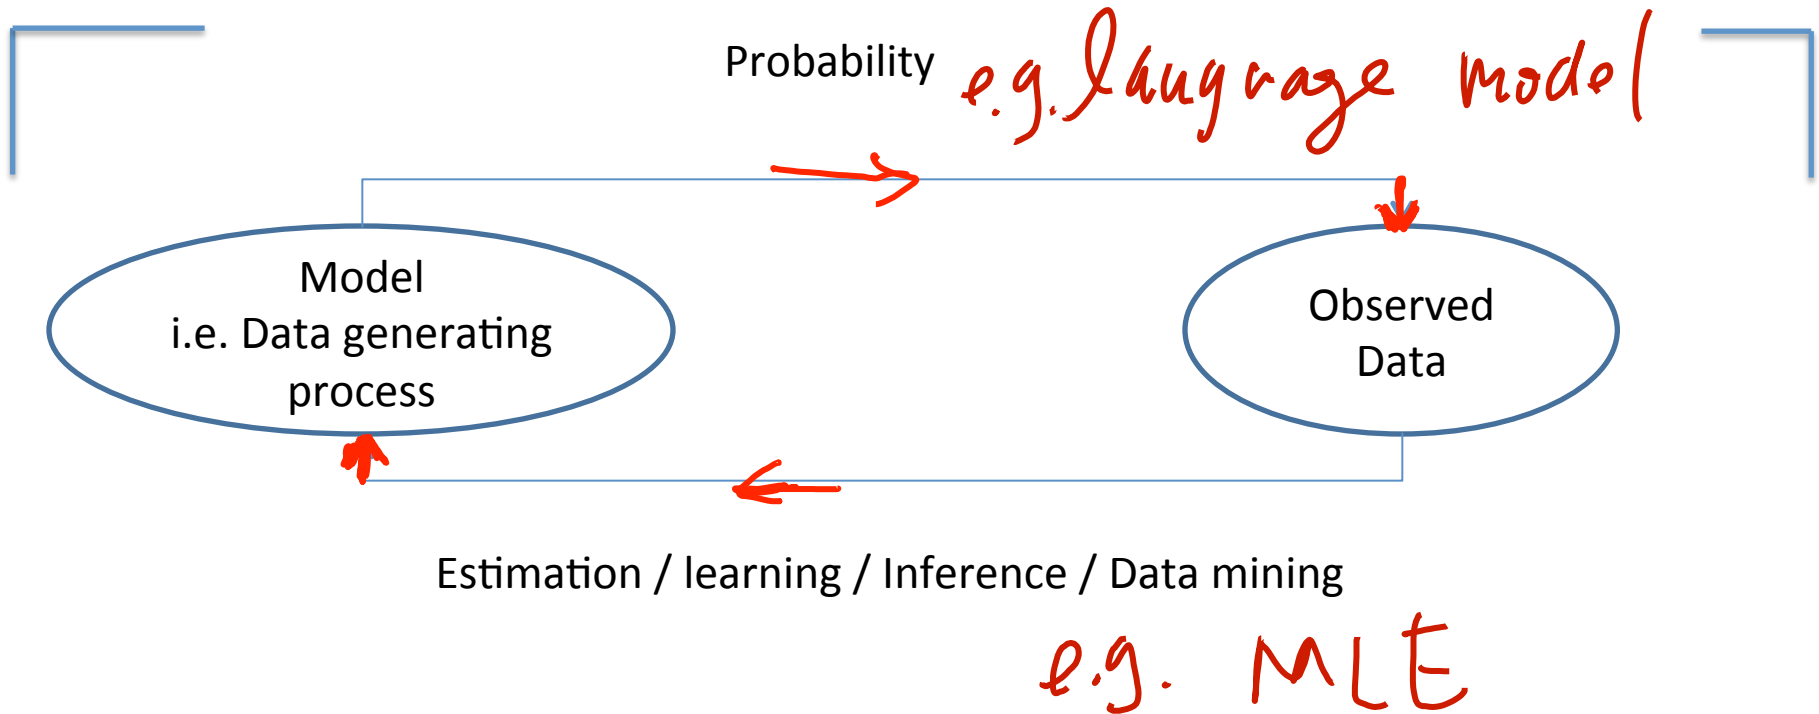 Probability e.g. language model
Model
i.e. Data generating
process
Observed
Data
Estimation / learning / Inference / Data mining
e.g. MLE